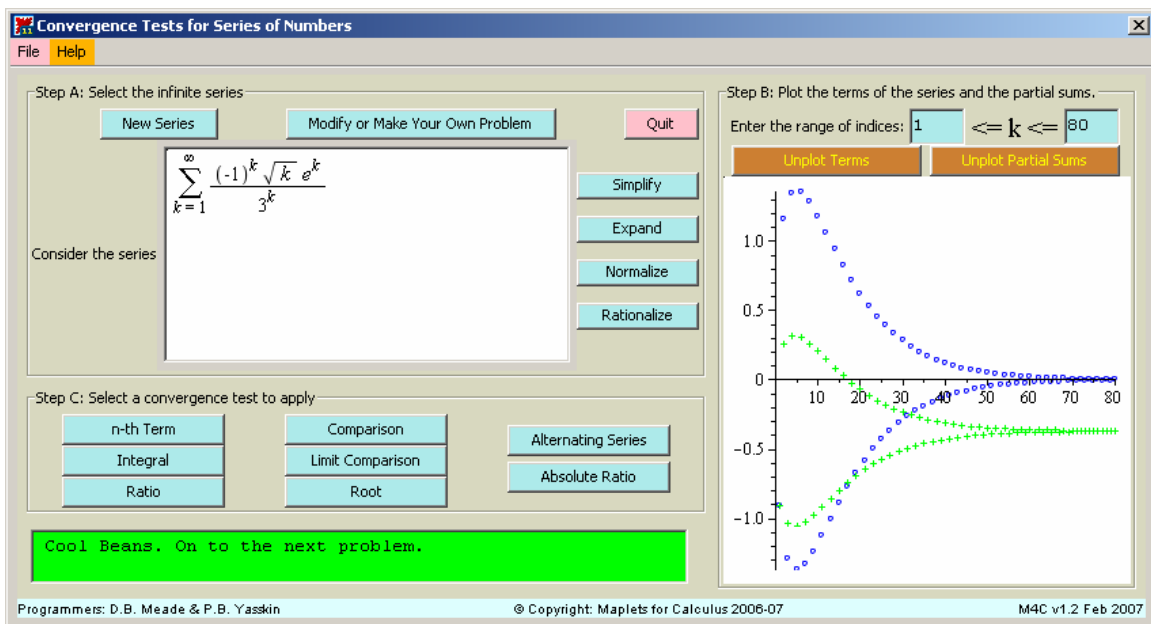 Convergence Tests for Series of Numbers
File Help
Step A: Select the infinite series
New Series Modify or Make Your Own Problem Quit
Consider the series
∞
∑ (-1)^k √k e^k / 3^k
k = 1
Simplify
Expand
Normalize
Rationalize
Step B: Plot the terms of the series and the partial sums.
Enter the range of indices: 1 <= k <= 80
Unplot Terms Unplot Partial Sums
1.0
0.5
0
10 20 30 40 50 60 70 80
-0.5
-1.0
Step C: Select a convergence test to apply
n-th Term Comparison Alternating Series
Integral Limit Comparison Absolute Ratio
Ratio Root
Cool Beans. On to the next problem.
Programmers: D.B. Meade & P.B. Yasskin © Copyright: Maplets for Calculus 2006-07 M4C v1.2 Feb 2007